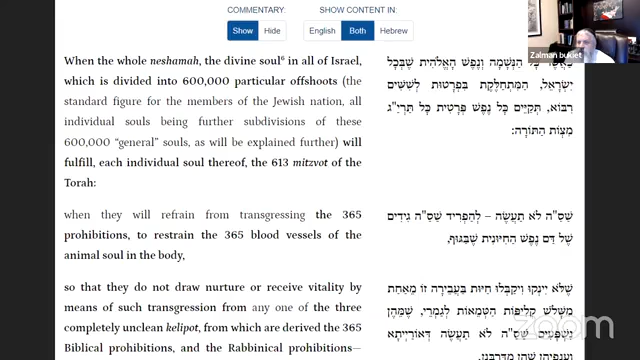 COMMENTARY:
SHOW CONTENT IN:
Show
Hide
English
Both
Hebrew
Zalman bukiet
When the whole neshamah, the divine soul⁶ in all of Israel,
which is divided into 600,000 particular offshoots (the
standard figure for the members of the Jewish nation, all
individual souls being further subdivisions of these
600,000 “general” souls, as will be explained further) will
fulfill, each individual soul thereof, the 613 mitzvot of the
Torah:
כַּאֲשֶׁר כָּל הַנְּשָׁמָה וְנֶפֶשׁ הָאֱלֹהִית שֶׁבְּכָל
יִשְׂרָאֵל, הַמִּתְחַלֶּקֶת בִּפְרָטוּת לְשִׁשִּׁים
רִבּוֹא, תְּקַיֵּם כָּל נֶפֶשׁ פְּרָטִית כָּל תַּרְיַ"ג
מִצְוֹת הַתּוֹרָה:
when they will refrain from transgressing the 365
prohibitions, to restrain the 365 blood vessels of the
animal soul in the body,
שַׁסַ"ה לֹא תַעֲשֶׂה – לְהַפְרִיד שַׁסַ"ה גִידִים
שֶׁל דַּם נֶפֶשׁ הַחִיּוּנִית שֶׁבַּגּוּף,
so that they do not draw nurture or receive vitality by
means of such transgression from any one of the three
completely unclean kelipot, from which are derived the 365
Biblical prohibitions, and the Rabbinical prohibitions—
שֶׁלֹּא יִינְקוּ וִיקַבְּלוּ חַיּוּת בַּעֲבֵירָה זוֹ מֵאַחַת
מִשָּׁלֹשׁ קְלִיפּוֹת הַטְּמֵאוֹת לְגַמְרֵי, שֶׁמֵּהֶן
נִשְׁפָּעִים שַׁסַ"ה לֹא תַעֲשֶׂה דְּאוֹרַיְיתָא
וְעַנְפֵיהֶן שֶׁהֵן מִדְּרַבָּנָן.
zoom